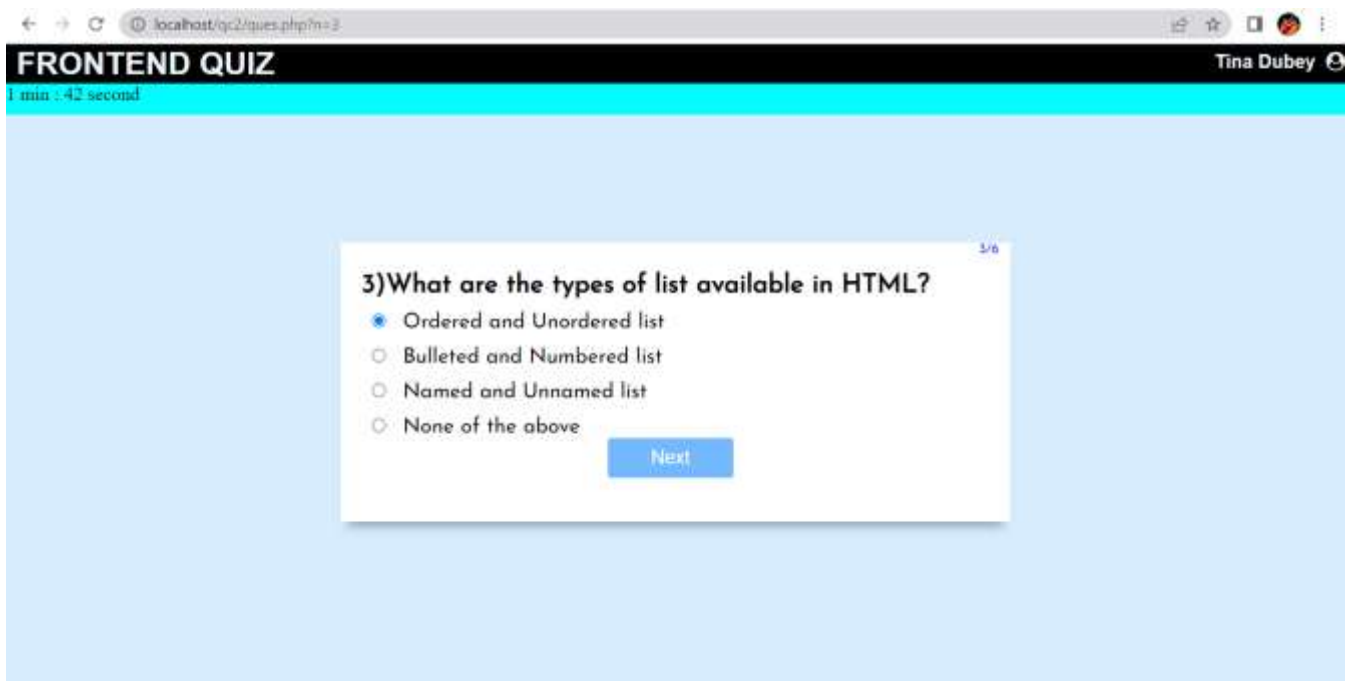 localhost/qc2/ques.php?n=3
FRONTEND QUIZ
Tina Dubey
1 min : 42 second
3/6
3)What are the types of list available in HTML?
Ordered and Unordered list
Bulleted and Numbered list
Named and Unnamed list
None of the above
Next